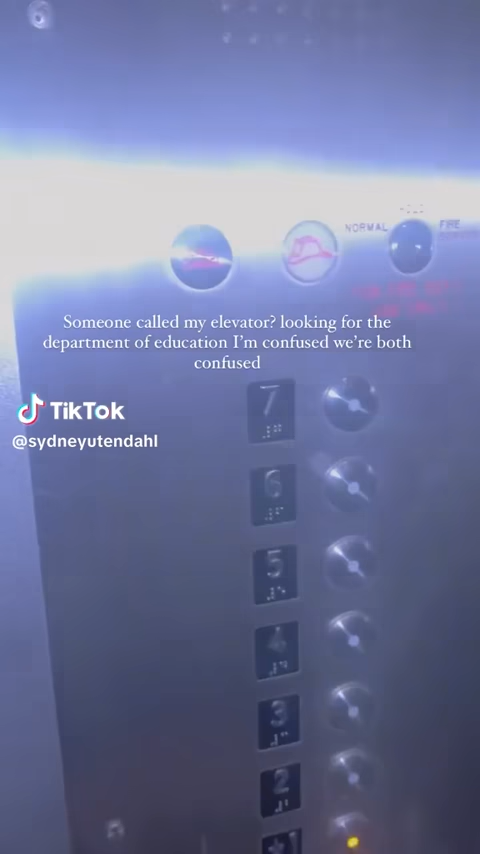 NORMAL
FIRE
Someone called my elevator? looking for the
department of education I'm confused we're both
confused
TikTok
@sydneyutendahl
7
6
5
4
3
2